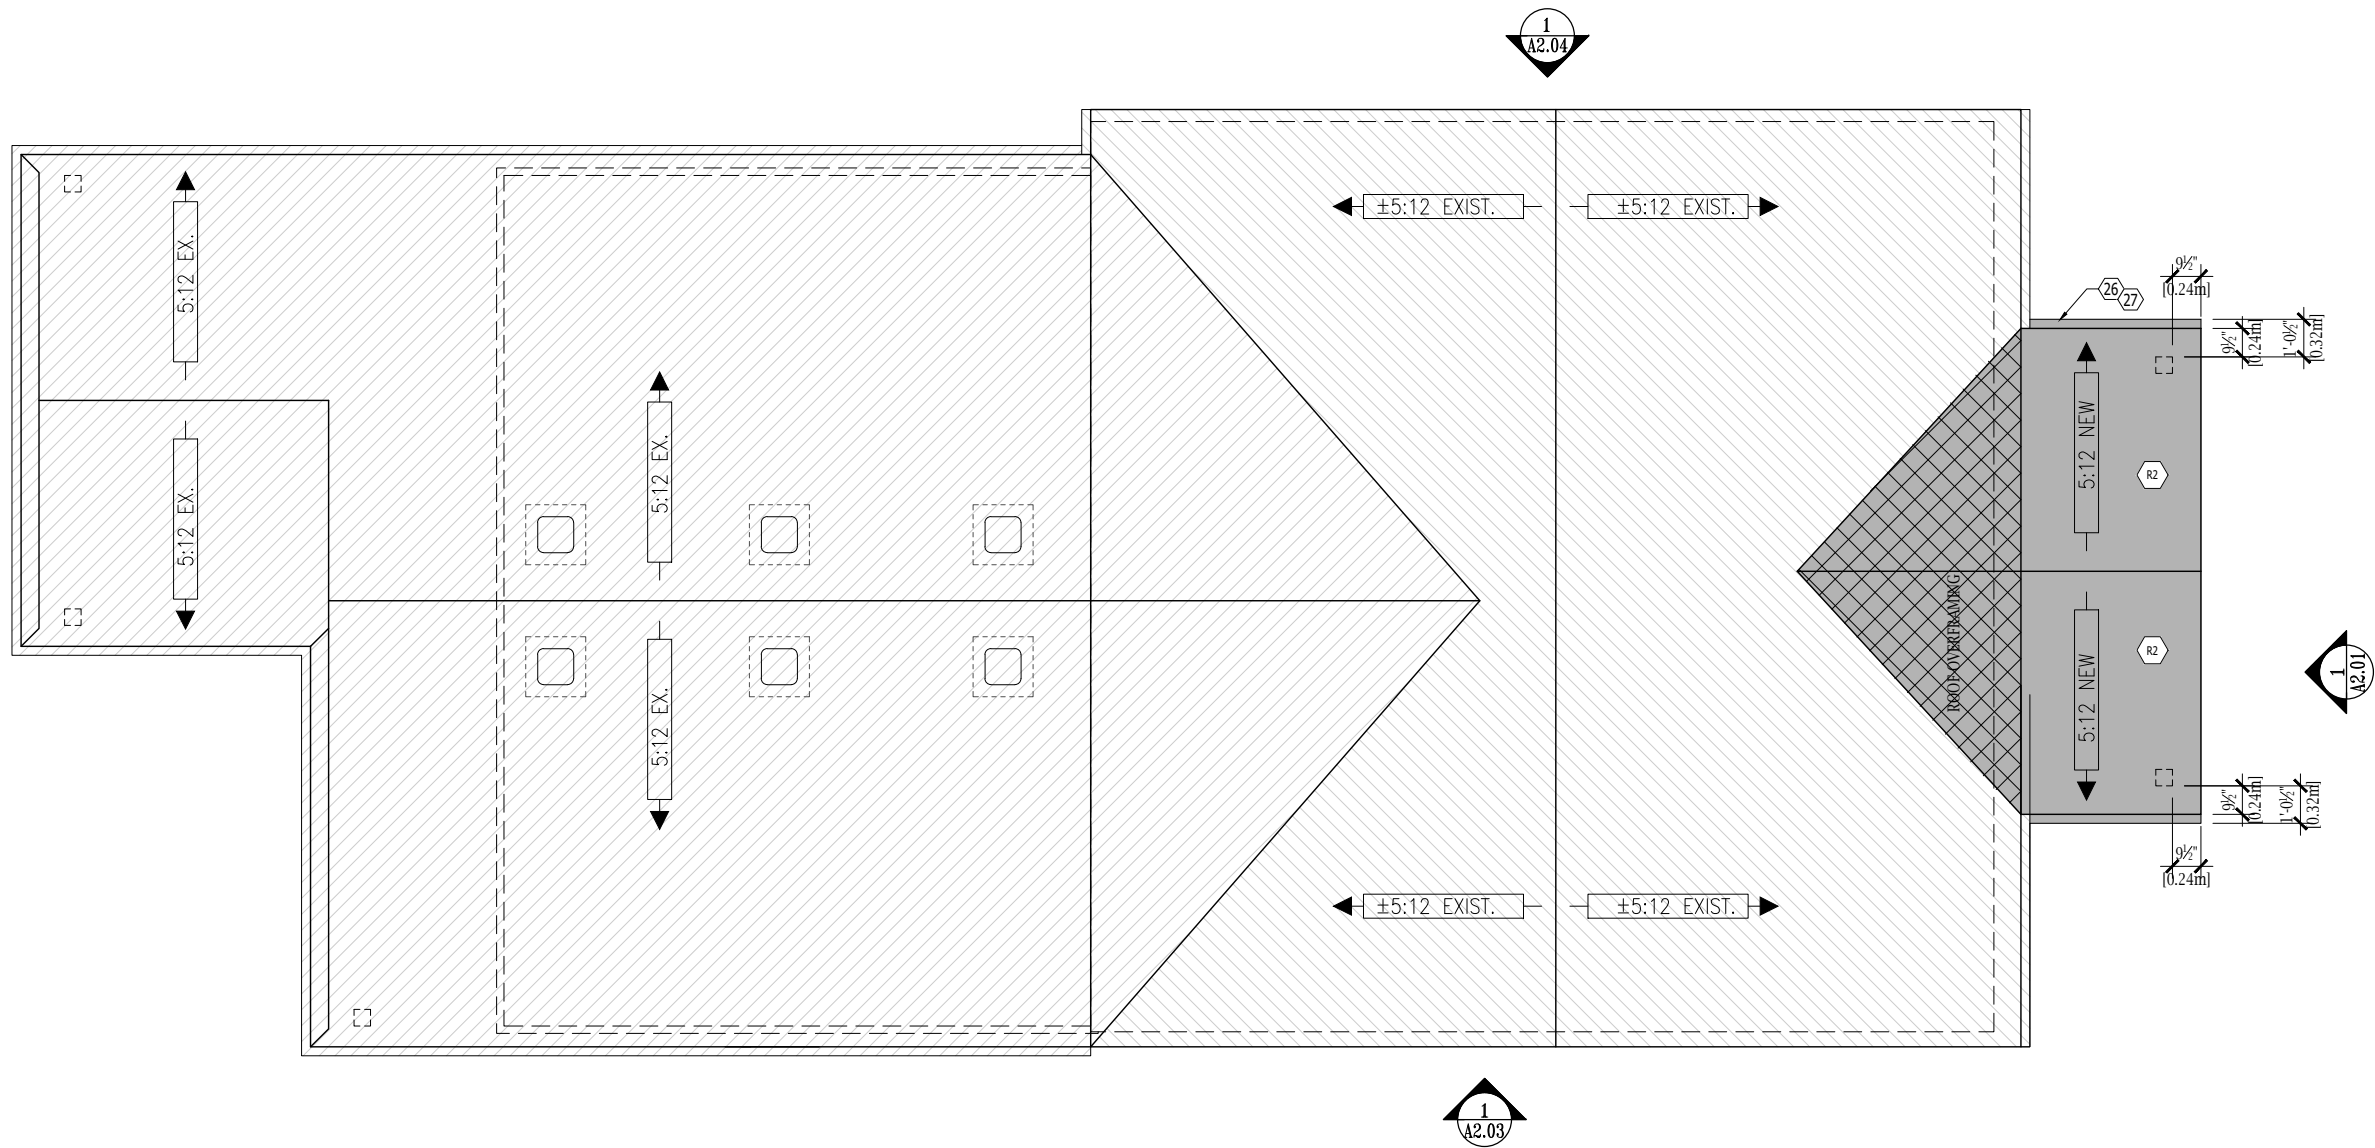 1
A2.04
±5:12 EXIST.
±5:12 EXIST.
5:12 EX.
5:12 EX.
5:12 EX.
5:12 EX.
26
27
9½"
[0.24m]
9½"
[0.24m]
1'-0½"
[0.32m]
5:12 NEW
R2
ROOF OVERFRAMING
5:12 NEW
R2
1
A2.01
9½"
[0.24m]
1'-0½"
[0.32m]
9½"
[0.24m]
±5:12 EXIST.
±5:12 EXIST.
1
A2.03